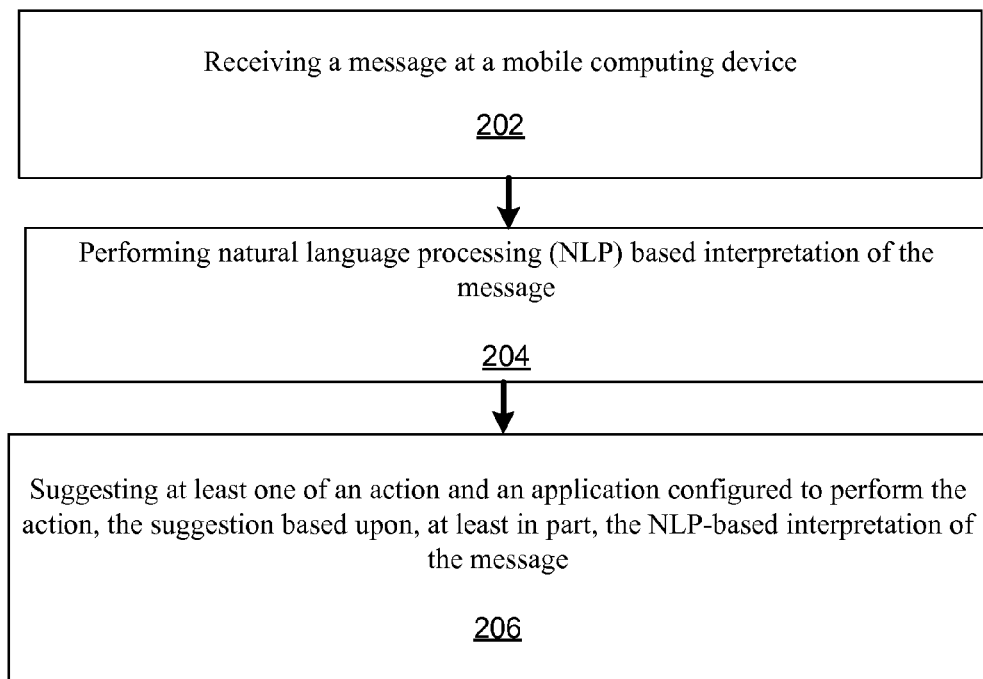 Receiving a message at a mobile computing device
202
Performing natural language processing (NLP) based interpretation of the
message
204
Suggesting at least one of an action and an application configured to perform the
action, the suggestion based upon, at least in part, the NLP-based interpretation of
the message
206